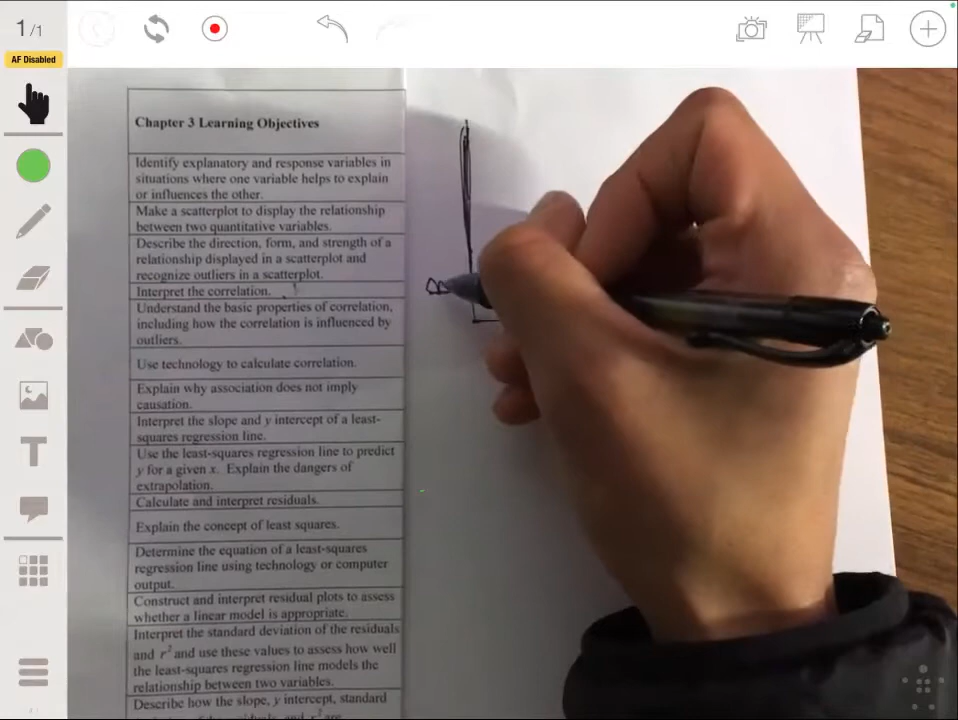 1/1
AF Disabled
T
Chapter 3 Learning Objectives
Identify explanatory and response variables in
situations where one variable helps to explain
or influences the other.
Make a scatterplot to display the relationship
between two quantitative variables.
Describe the direction, form, and strength of a
relationship displayed in a scatterplot and
recognize outliers in a scatterplot.
Interpret the correlation.
Understand the basic properties of correlation,
including how the correlation is influenced by
outliers.
Use technology to calculate correlation.
Explain why association does not imply
causation.
Interpret the slope and y intercept of a least-
squares regression line.
Use the least-squares regression line to predict
y for a given x. Explain the dangers of
extrapolation.
Calculate and interpret residuals.
Explain the concept of least squares.
Determine the equation of a least-squares
regression line using technology or computer
output.
Construct and interpret residual plots to assess
whether a linear model is appropriate.
Interpret the standard deviation of the residuals
and r² and use these values to assess how well
the least-squares regression line models the
relationship between two variables.
Describe how the slope, y intercept, standard